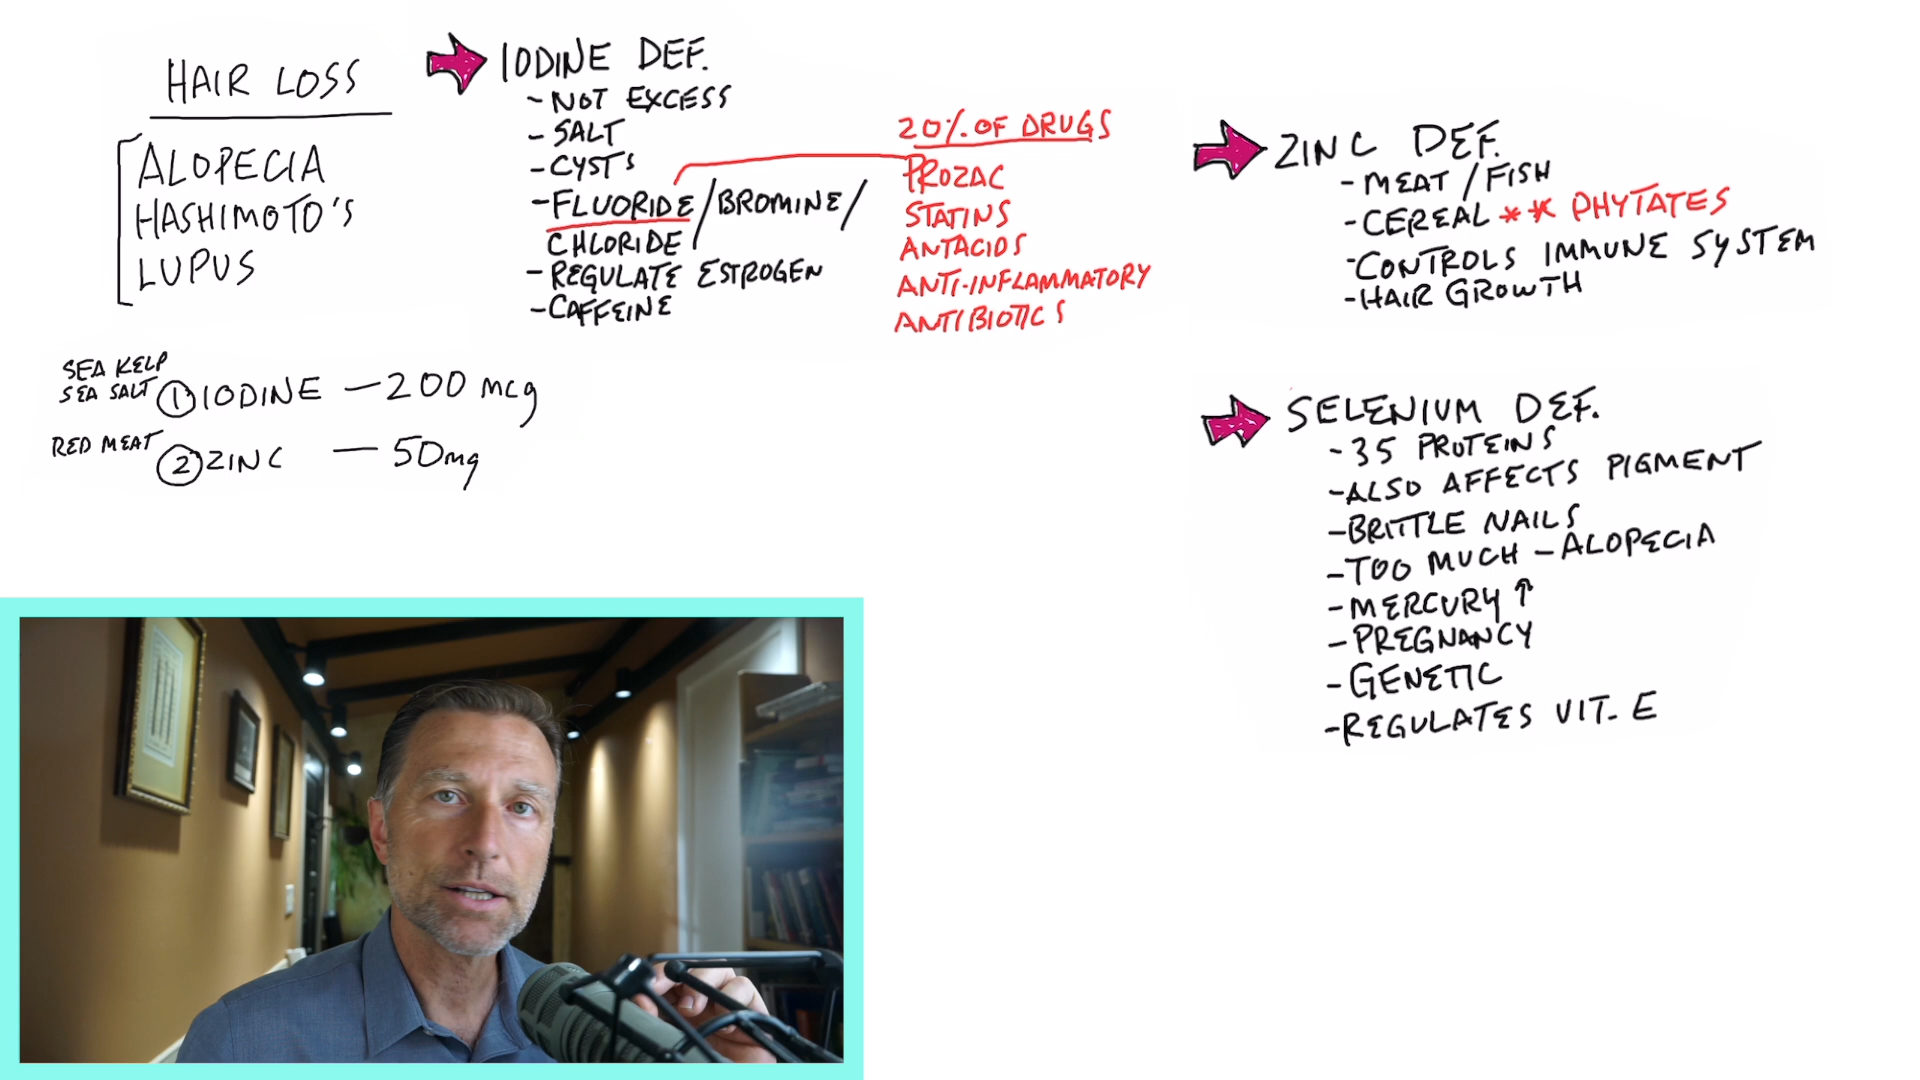 HAIR LOSS
ALOPECIA
HASHIMOTO'S
LUPUS
SEA KELP
SEA SALT ① IODINE — 200 mcg
RED MEAT ② ZINC — 50mg
IODINE DEF.
- NOT EXCESS
- SALT
- CYSTS
- FLUORIDE / BROMINE /
CHLORIDE
- REGULATE ESTROGEN
- CAFFEINE
20% OF DRUGS
PROZAC
STATINS
ANTACIDS
ANTI-INFLAMMATORY
ANTIBIOTICS
ZINC DEF.
- MEAT / FISH
- CEREAL ** PHYTATES
- CONTROLS IMMUNE SYSTEM
- HAIR GROWTH
SELENIUM DEF.
- 35 PROTEINS
- ALSO AFFECTS PIGMENT
- BRITTLE NAILS
- TOO MUCH - ALOPECIA
- MERCURY ↑
- PREGNANCY
- GENETIC
- REGULATES VIT. E